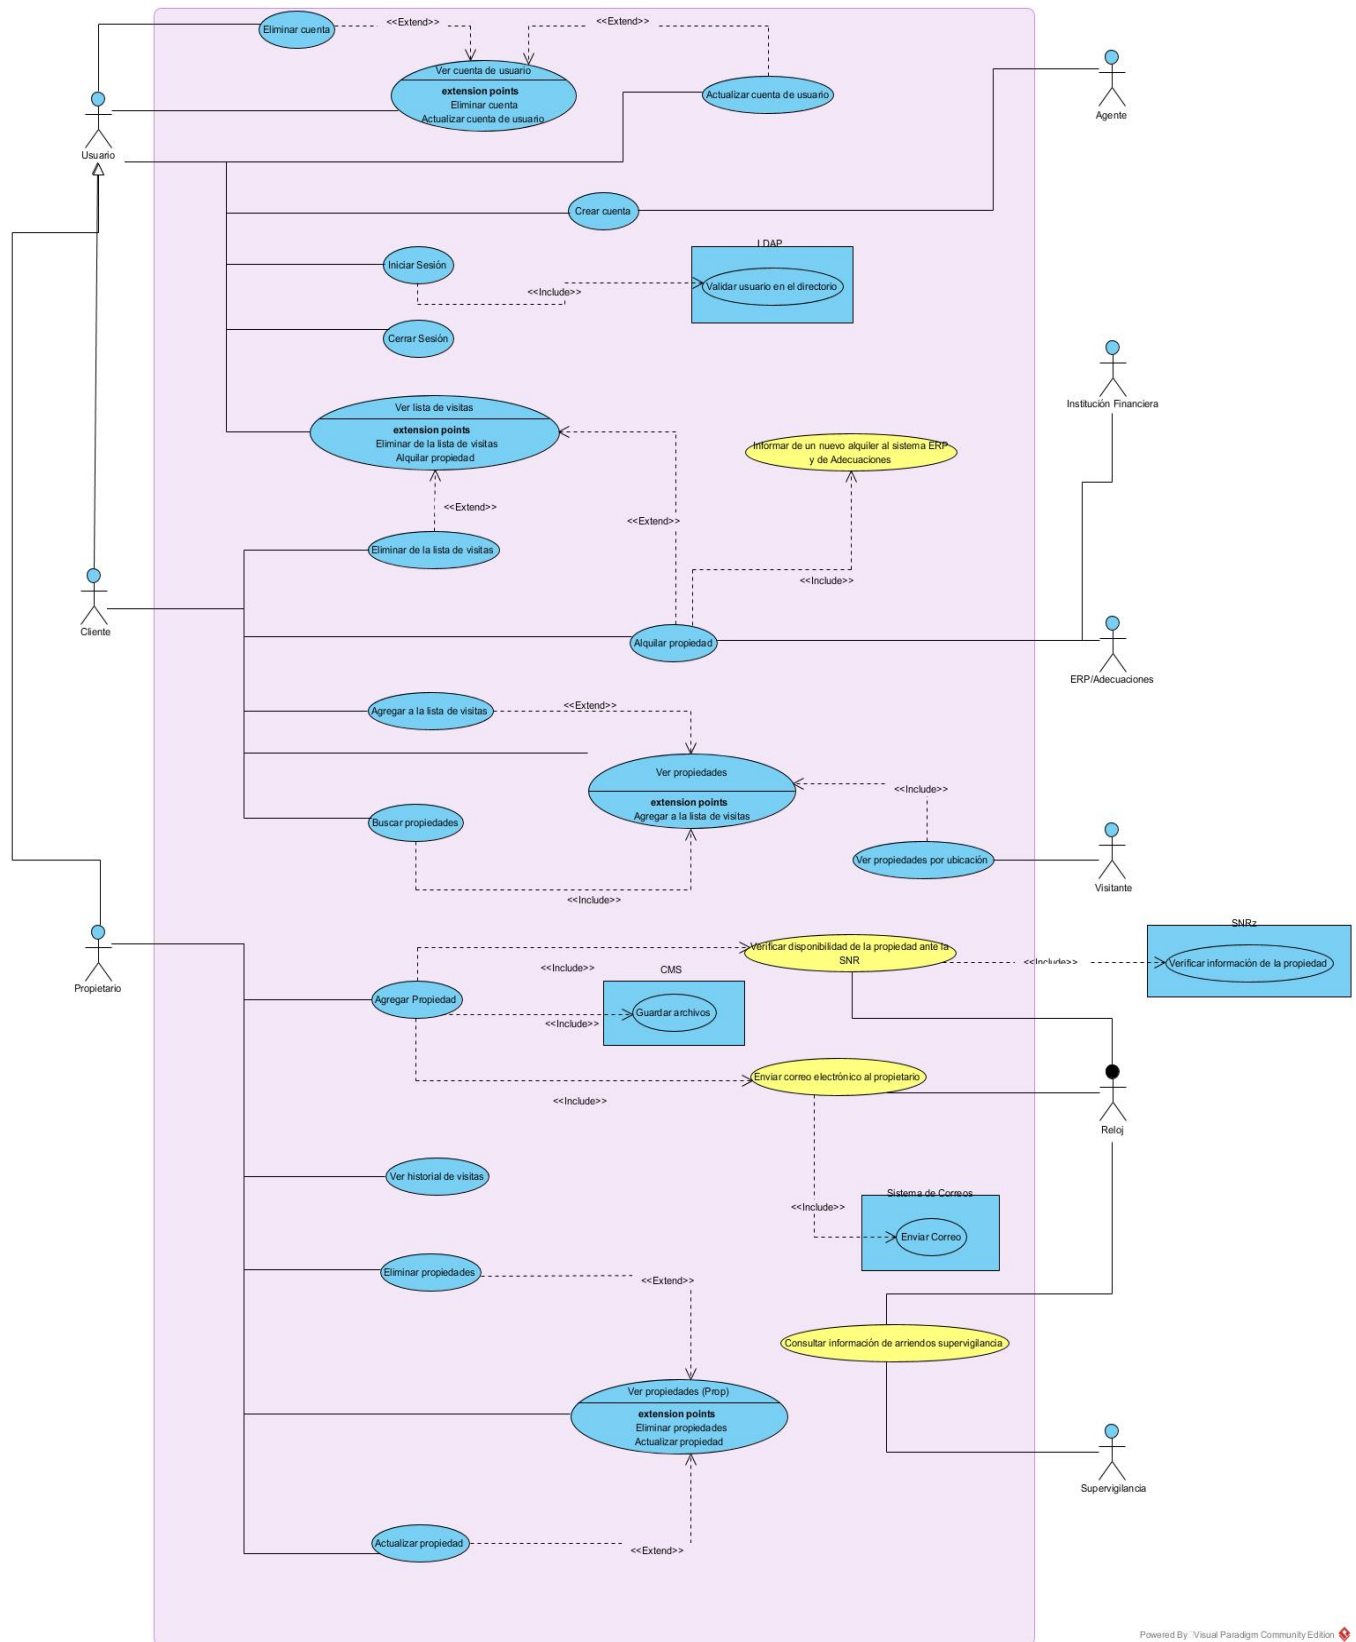 Eliminar cuenta
<<Extend>>
<<Extend>>
Ver cuenta de usuario
extension points
Eliminar cuenta
Actualizar cuenta de usuario
Actualizar cuenta de usuario
Agente
Usuario
Crear cuenta
LDAP
Iniciar Sesión
<<Include>>
Validar usuario en el directorio
Cerrar Sesión
Institución Financiera
Ver lista de visitas
extension points
Eliminar de la lista de visitas
Alquilar propiedad
Informar de un nuevo alquiler al sistema ERP
y de Adecuaciones
<<Extend>>
<<Extend>>
Eliminar de la lista de visitas
<<Include>>
Cliente
Alquilar propiedad
ERP/Adecuaciones
Agregar a la lista de visitas
<<Extend>>
Ver propiedades
extension points
Agregar a la lista de visitas
<<Include>>
Buscar propiedades
Ver propiedades por ubicación
Visitante
<<Include>>
SNRz
Verificar disponibilidad de la propiedad ante la
SNR
<<Include>>
Verificar información de la propiedad
<<Include>>
CMS
Propietario
Agregar Propiedad
Guardar archivos
<<Include>>
Enviar correo electrónico al propietario
<<Include>>
Reloj
Ver historial de visitas
Sistema de Correos
<<Include>>
Enviar Correo
Eliminar propiedades
<<Extend>>
Consultar información de arriendos supervigilancia
Ver propiedades (Prop)
extension points
Eliminar propiedades
Actualizar propiedad
Supervigilancia
Actualizar propiedad
<<Extend>>
Powered By Visual Paradigm Community Edition